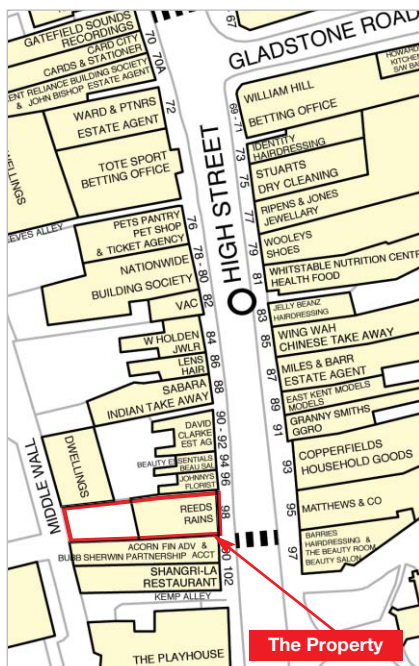 GATEFIELD SOUNDS
RECORDINGS
CARD CITY
CARDS & STATIONER
ENT RELIANCE BUILDING SOCIETY
& JOHN BISHOP ESTATE AGENT
70
70A
WARD & PTNRS
ESTATE AGENT
72
TOTE SPORT
BETTING OFFICE
ELLINGS
EVES ALLEY
PETS PANTRY
PET SHOP
& TICKET AGENCY
76
NATIONWIDE
BUILDING SOCIETY
78 - 80
VAC
82
W HOLDEN
JWLR
84
LENS
HAIR
86
SABARA
INDIAN TAKE AWAY
88
DAVID
CLARKE
EST AG
90 - 92
BEAUTY ESSENTIALS
BEAU SAL
94
JOHNNYS
FLORIST
96
DWELLINGS
MIDDLE WALL
REEDS
RAINS
98
ACORN FIN ADV &
BUBB SHERWIN PARTNERSHIP ACCT
SHANGRI-LA
RESTAURANT
102
KEMP ALLEY
THE PLAYHOUSE
HIGH STREET
67
GLADSTONE ROAD
HOWARD
KITCHEN
S/W BA
WILLIAM HILL
BETTING OFFICE
69 - 71
IDENTITY
HAIRDRESSING
73
STUARTS
DRY CLEANING
75
RIPENS & JONES
JEWELLARY
77
WOOLEYS
SHOES
79
WHITSTABLE NUTRITION CENTRE
HEALTH FOOD
81
JELLY BEANZ
HAIRDRESSING
83
WING WAH
CHINESE TAKE AWAY
85
MILES & BARR
ESTATE AGENT
87
EAST KENT MODELS
MODELS
89
GRANNY SMITHS
GGRO
91
COPPERFIELDS
HOUSEHOLD GOODS
93
MATTHEWS & CO
95
BARRIES
HAIRDRESSING &
THE BEAUTY ROOM
BEAUTY SALON
97
The Property